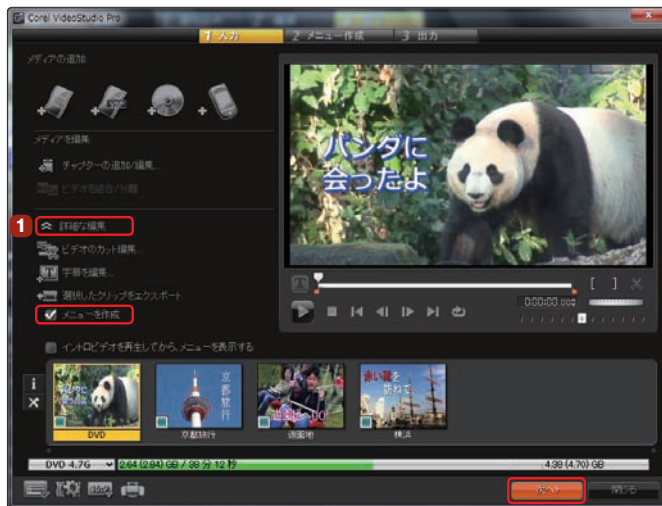 Corel VideoStudio Pro
1 入力
2 メニュー作成
3 出力
メディアの追加
メディアを編集
チャプターの追加/編集...
ビデオを結合/分離
1
詳細な編集
ビデオのカット編集...
字幕を編集...
選択したクリップをエクスポート
メニューを作成
パンダに
会ったよ
[ ]
イントロビデオを再生してから、メニューを表示する
DVD
京都旅行
京都旅行
遊園地
赤い靴を
訪ねて
横浜
DVD 4.7G
2.64 (2.84) GB / 38 分 12 秒
4.38 (4.70) GB
次へ>
閉じる